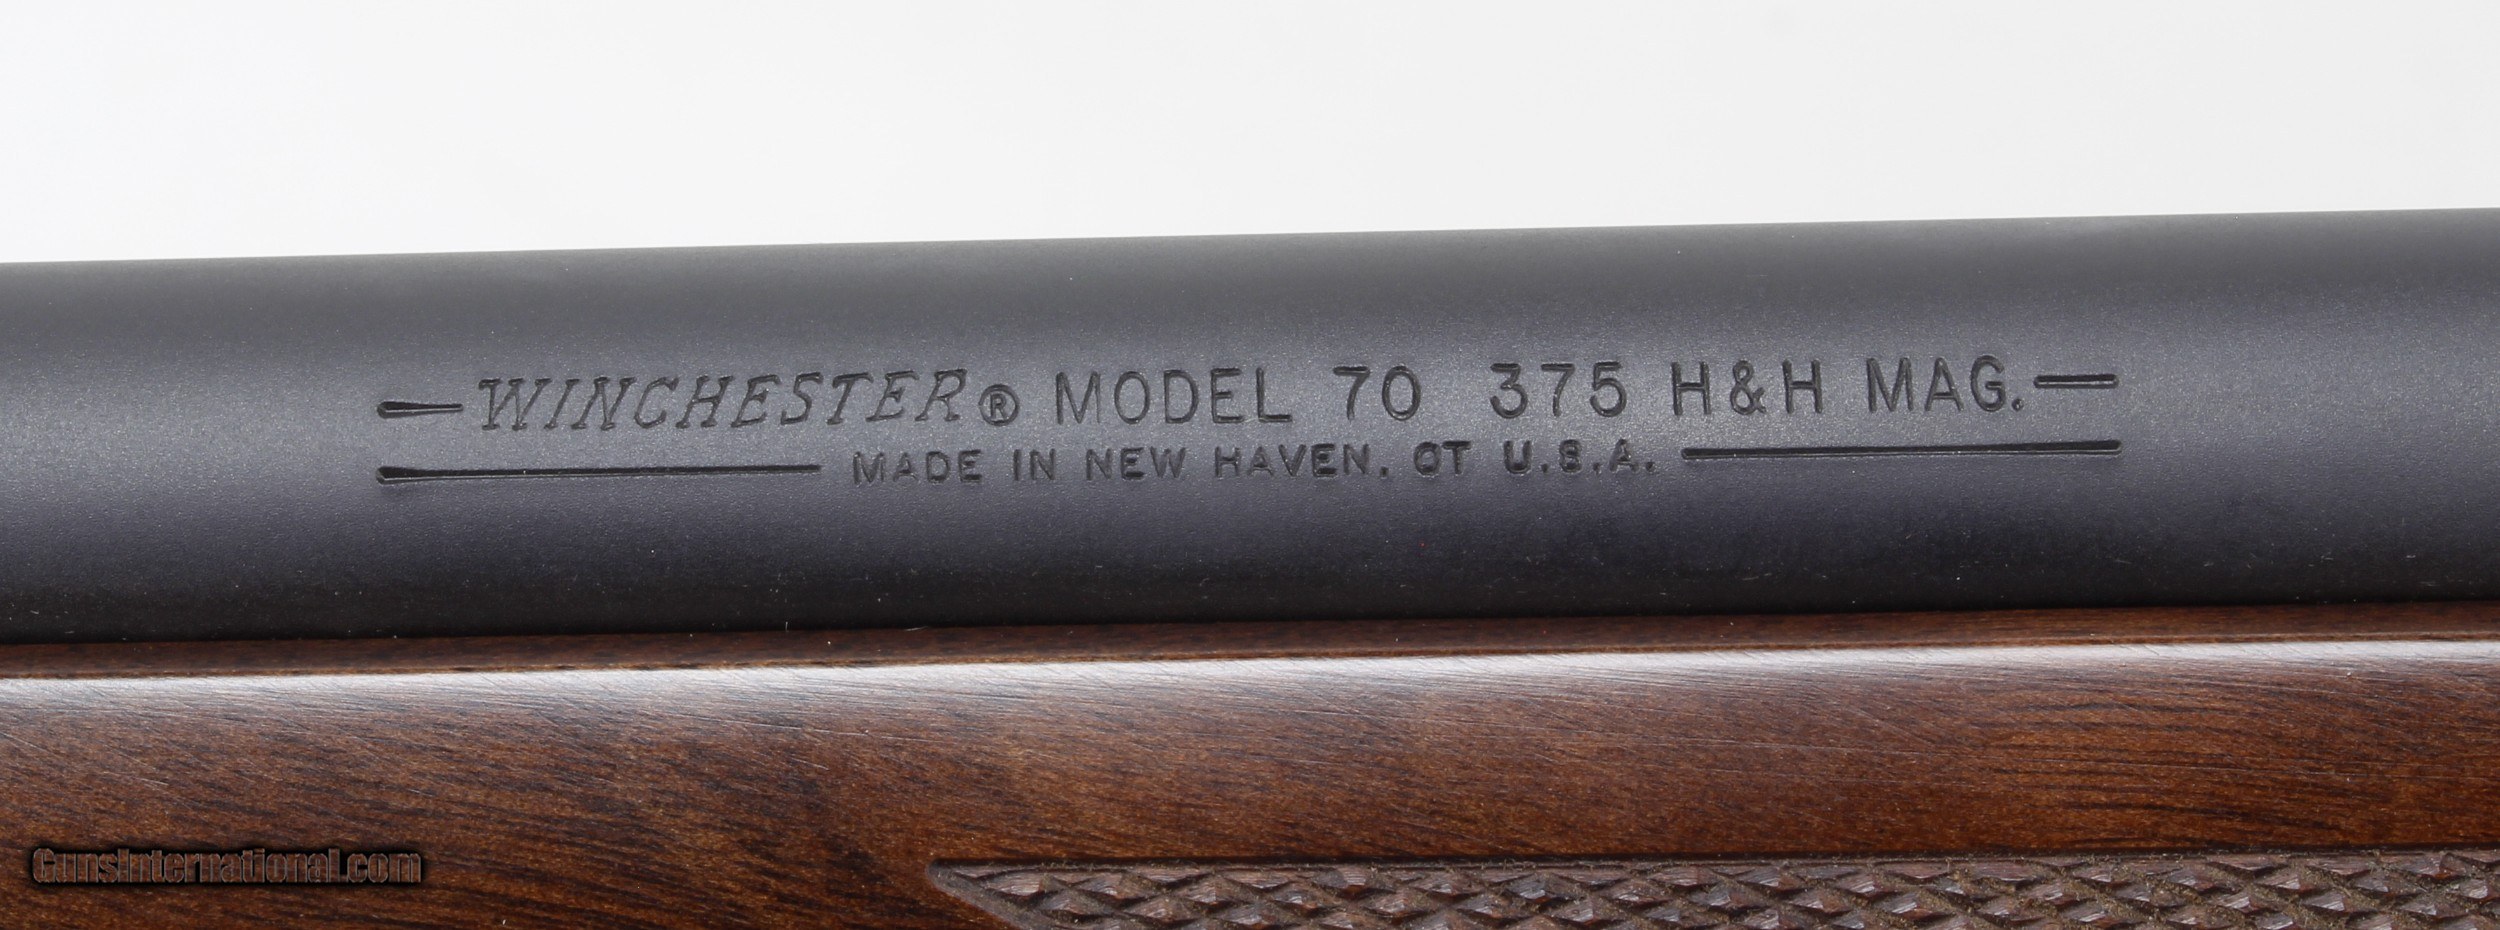 WINCHESTER® MODEL 70 375 H&H MAG.
MADE IN NEW HAVEN, CT U.S.A.
GunsInternational.com